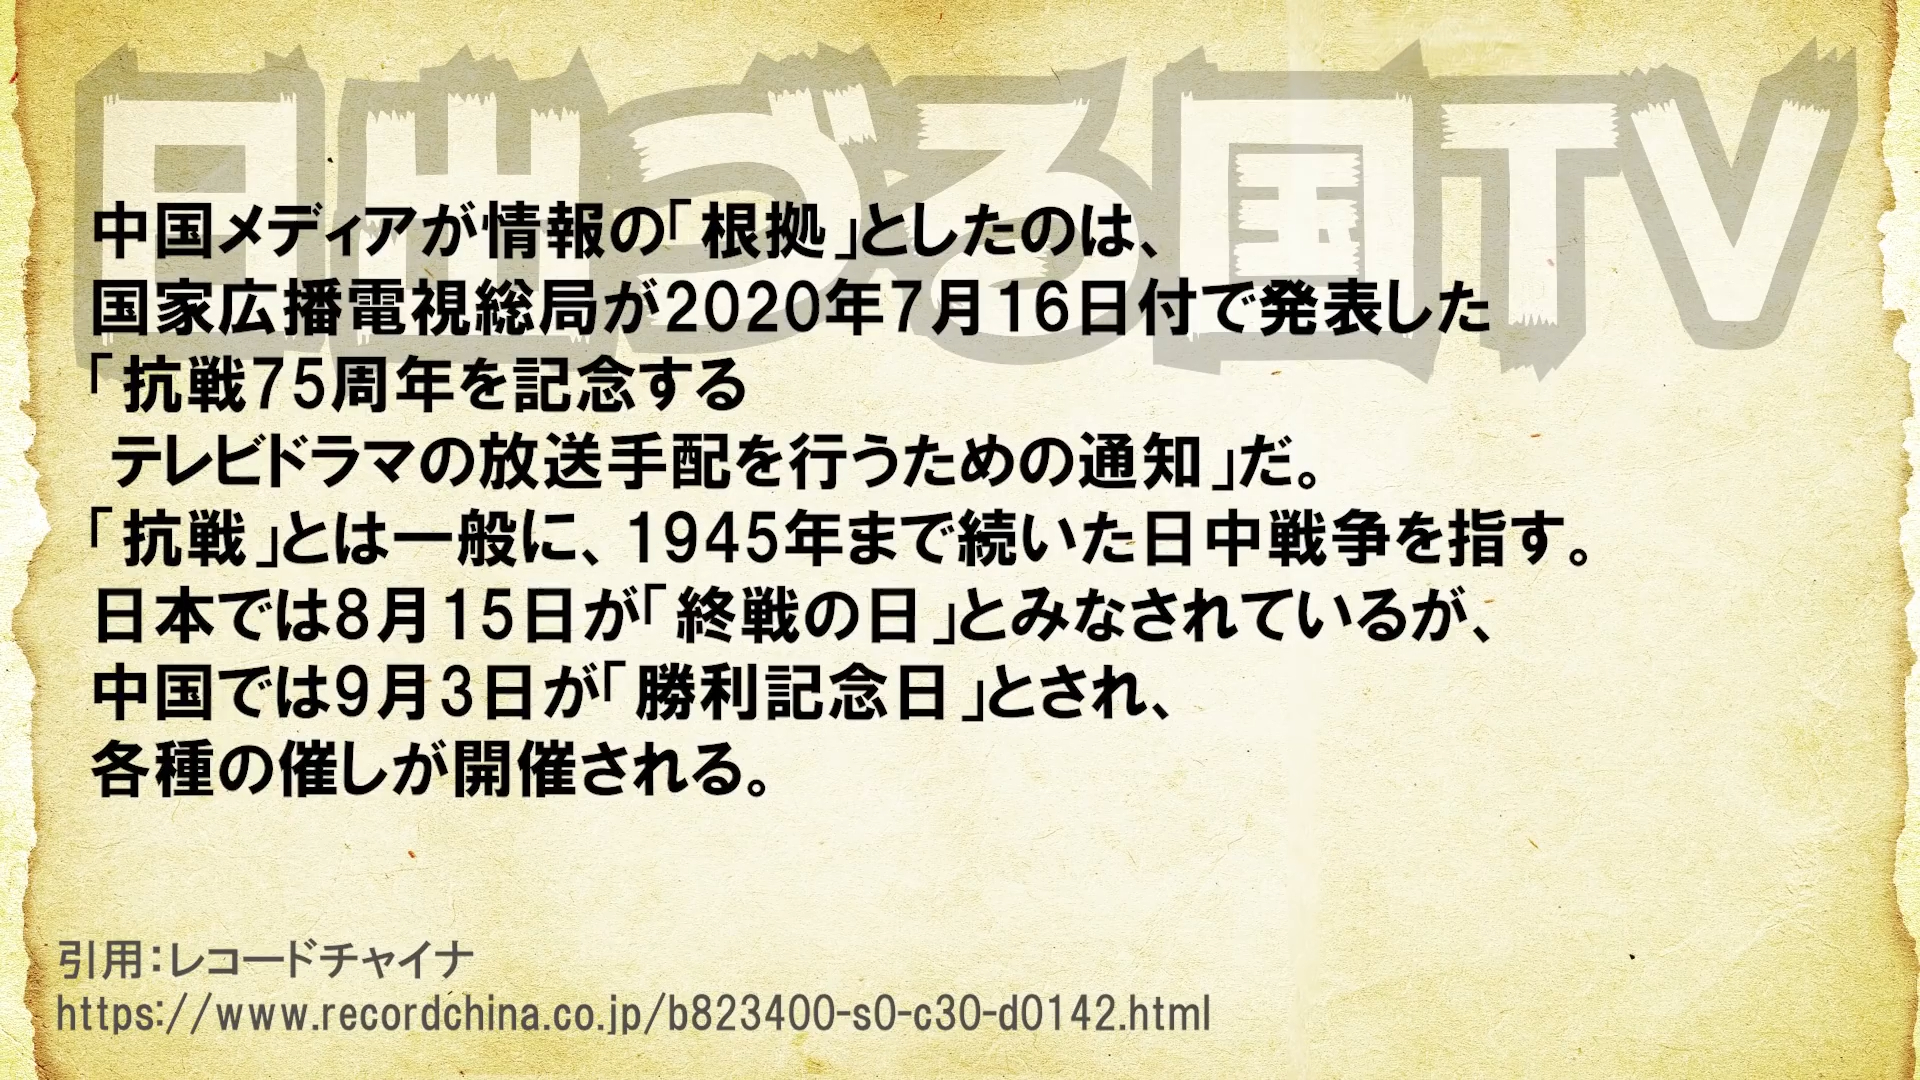 日出づる国TV
中国メディアが情報の「根拠」としたのは、
国家広播電視総局が2020年7月16日付で発表した
「抗戦75周年を記念する
テレビドラマの放送手配を行うための通知」だ。
「抗戦」とは一般に、1945年まで続いた日中戦争を指す。
日本では8月15日が「終戦の日」とみなされているが、
中国では9月3日が「勝利記念日」とされ、
各種の催しが開催される。
引用：レコードチャイナ
https://www.recordchina.co.jp/b823400-s0-c30-d0142.html